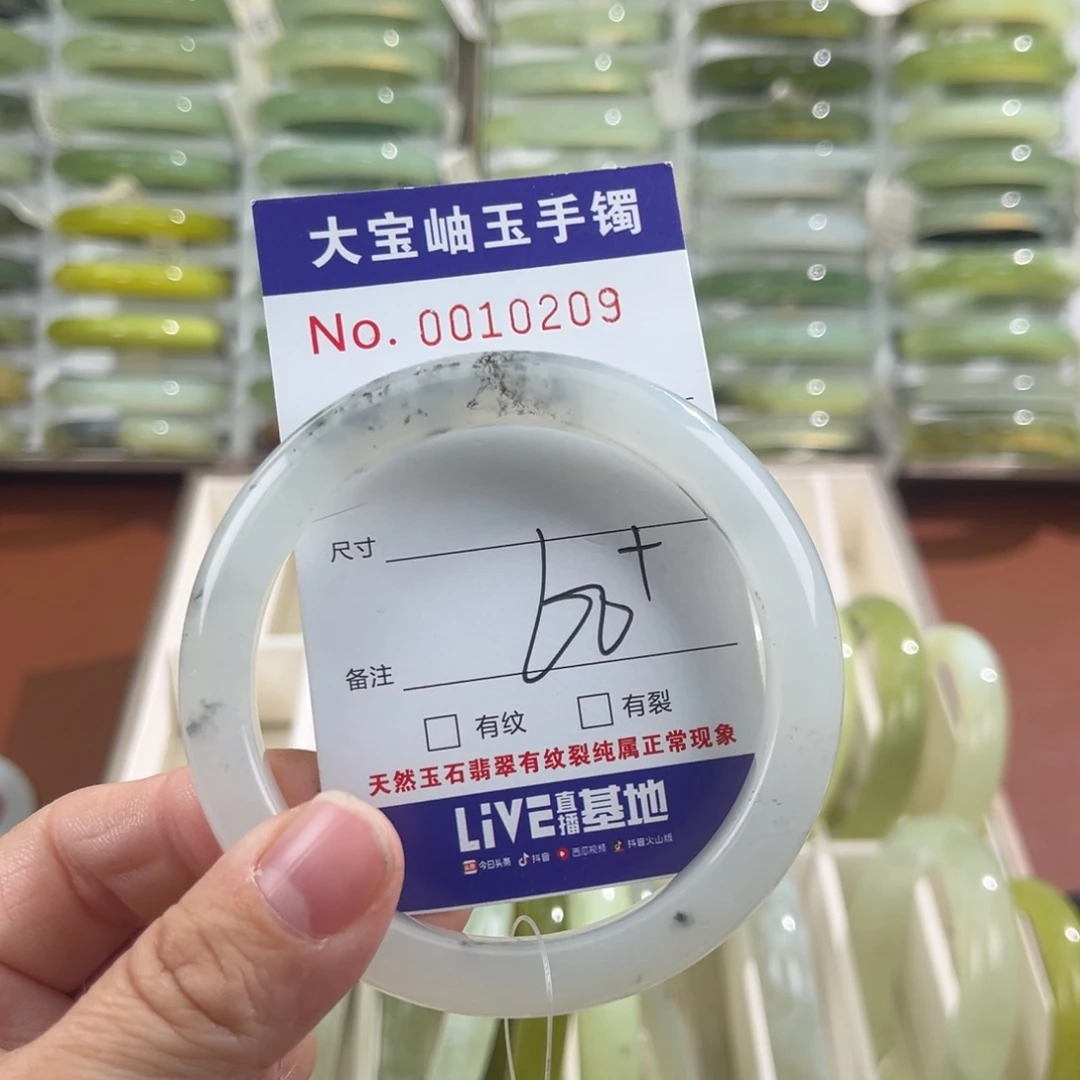 大宝岫玉手镯
No. 0010209
尺寸
备注
有纹 有裂
天然玉石翡翠有纹裂纯属正常现象
LiVE直播基地
今日头条 抖音 西瓜视频 抖音火山版